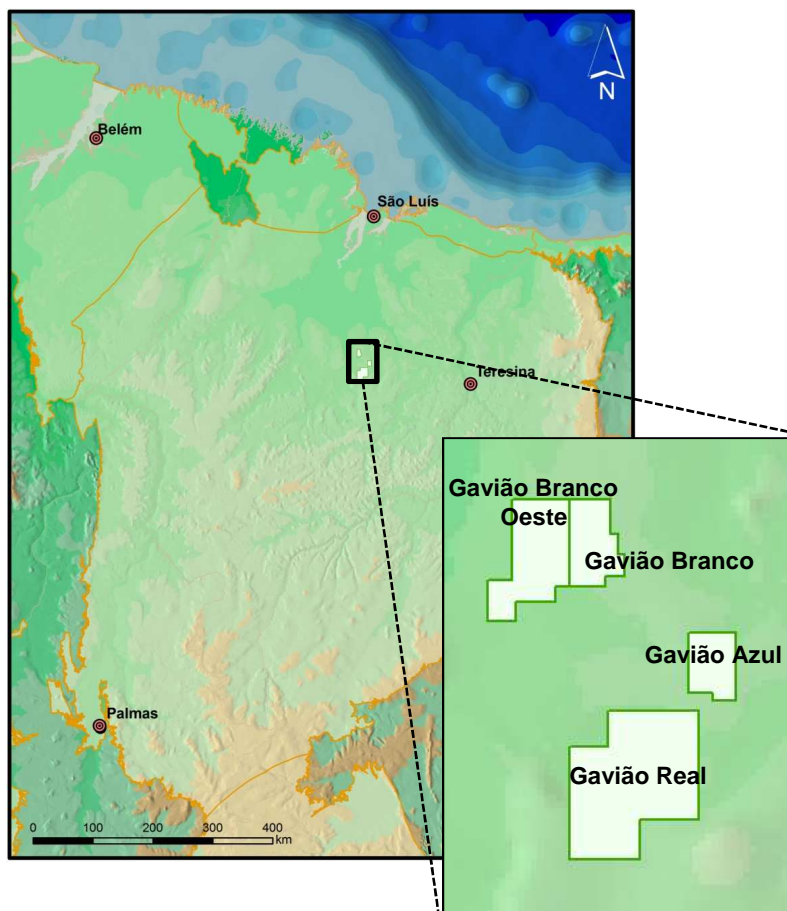 N
Belém
São Luís
Teresina
Palmas
0 100 200 300 400
km
Gavião Branco
Oeste
Gavião Branco
Gavião Azul
Gavião Real